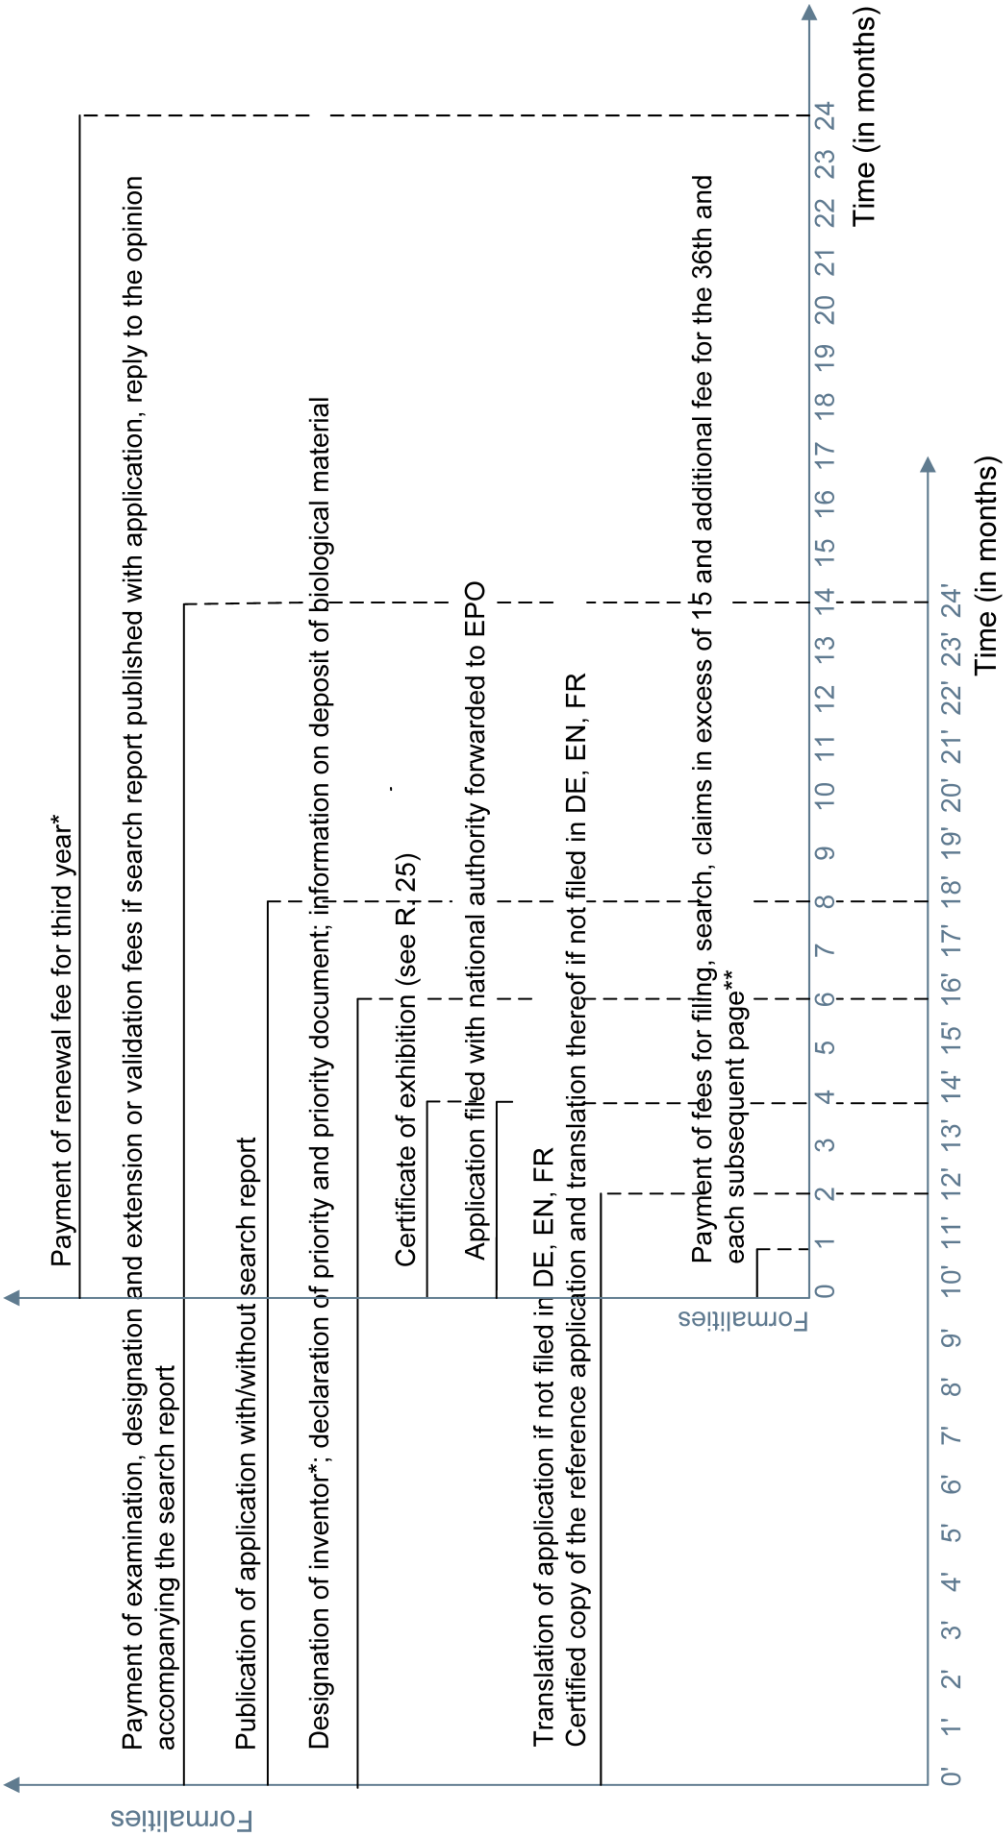 Formalities
Payment of renewal fee for third year*
Payment of examination, designation and extension or validation fees if search report published with application, reply to the opinion
accompanying the search report
Publication of application with/without search report
Designation of inventor*; declaration of priority and priority document; information on deposit of biological material
Certificate of exhibition (see R. 25)
Application filed with national authority forwarded to EPO
Translation of application if not filed in DE, EN, FR
Certified copy of the reference application and translation thereof if not filed in DE, EN, FR
Payment of fees for filing, search, claims in excess of 15 and additional fee for the 36th and
each subsequent page**
Formalities
0 1 2 3 4 5 6 7 8 9 10 11 12 13 14 15 16 17 18 19 20 21 22 23 24
Time (in months)
0' 1' 2' 3' 4' 5' 6' 7' 8' 9' 10' 11' 12' 13' 14' 15' 16' 17' 18' 19' 20' 21' 22' 23' 24'
Time (in months)